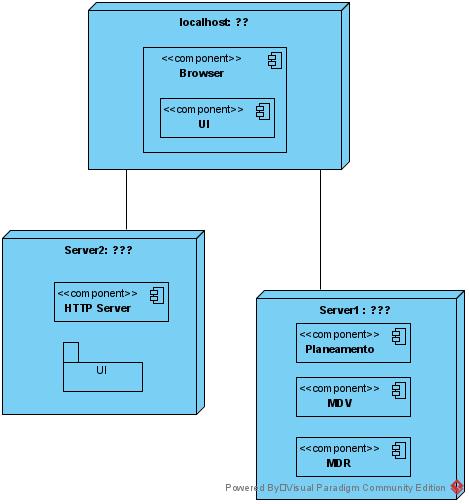 localhost: ??
<<component>>
Browser
<<component>>
UI
Server2: ???
<<component>>
HTTP Server
UI
Server1 : ???
<<component>>
Planeamento
<<component>>
MDV
<<component>>
MDR
Powered By□Visual Paradigm Community Edition